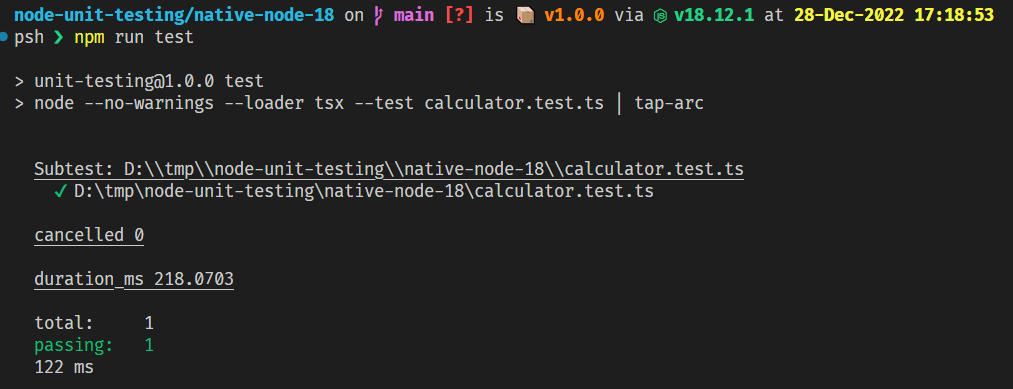 node-unit-testing/native-node-18 on main [?] is 📦 v1.0.0 via v18.12.1 at 28-Dec-2022 17:18:53
psh ❯ npm run test
> unit-testing@1.0.0 test
> node --no-warnings --loader tsx --test calculator.test.ts | tap-arc
Subtest: D:\\tmp\\node-unit-testing\\native-node-18\\calculator.test.ts
✓ D:\tmp\node-unit-testing\native-node-18\calculator.test.ts
cancelled 0
duration_ms 218.0703
total: 1
passing: 1
122 ms